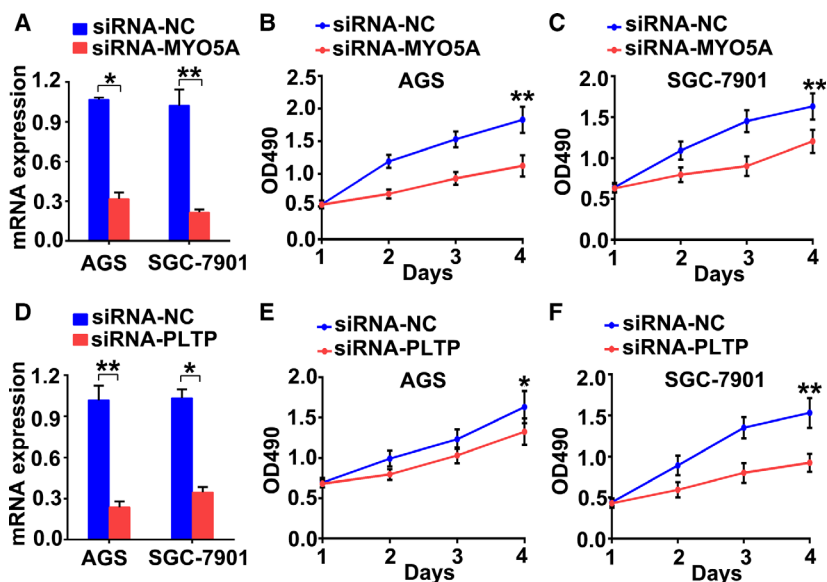 A
siRNA-NC
siRNA-MYO5A
mRNA expression
1.2
0.9
0.6
0.3
0.0
*
**
AGS
SGC-7901
B
siRNA-NC
siRNA-MYO5A
AGS
OD490
2.5
2.0
1.5
1.0
0.5
0.0
**
1 2 3 4
Days
C
siRNA-NC
siRNA-MYO5A
SGC-7901
OD490
2.0
1.5
1.0
0.5
0.0
**
1 2 3 4
Days
D
siRNA-NC
siRNA-PLTP
mRNA expression
1.2
0.9
0.6
0.3
0.0
**
*
AGS
SGC-7901
E
siRNA-NC
siRNA-PLTP
AGS
OD490
2.0
1.5
1.0
0.5
0.0
*
1 2 3 4
Days
F
siRNA-NC
siRNA-PLTP
SGC-7901
OD490
2.0
1.5
1.0
0.5
0.0
**
1 2 3 4
Days